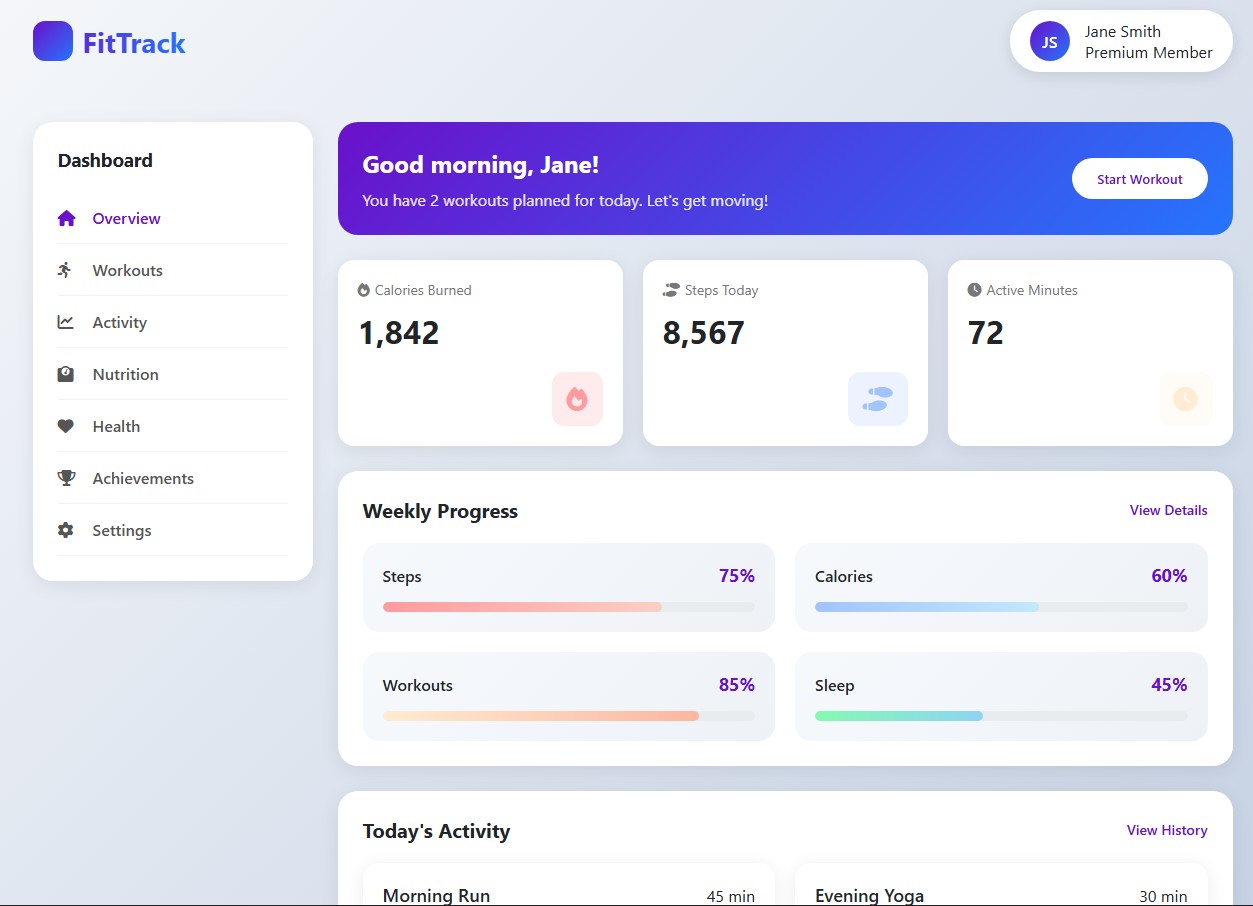 FitTrack
JS
Jane Smith
Premium Member
Dashboard
Overview
Workouts
Activity
Nutrition
Health
Achievements
Settings
Good morning, Jane!
You have 2 workouts planned for today. Let's get moving!
Start Workout
Calories Burned
1,842
Steps Today
8,567
Active Minutes
72
Weekly Progress
View Details
Steps
75%
Calories
60%
Workouts
85%
Sleep
45%
Today's Activity
View History
Morning Run
45 min
Evening Yoga
30 min